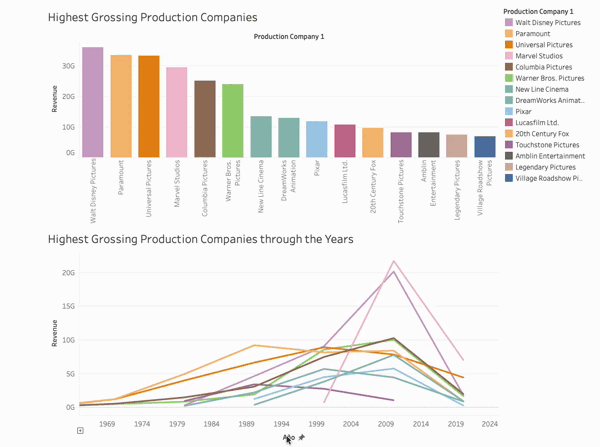 Highest Grossing Production Companies
Production Company 1
Revenue
30G
20G
10G
0G
Walt Disney Pictures
Paramount
Universal Pictures
Marvel Studios
Columbia Pictures
Warner Bros.
Pictures
New Line Cinema
DreamWorks
Animation
Pixar
Lucasfilm Ltd.
20th Century Fox
Touchstone Pictures
Amblin
Entertainment
Legendary Pictures
Village Roadshow
Pictures
Production Company 1
Walt Disney Pictures
Paramount
Universal Pictures
Marvel Studios
Columbia Pictures
Warner Bros. Pictures
New Line Cinema
DreamWorks Animat..
Pixar
Lucasfilm Ltd.
20th Century Fox
Touchstone Pictures
Amblin Entertainment
Legendary Pictures
Village Roadshow Pi..
Highest Grossing Production Companies through the Years
Revenue
20G
15G
10G
5G
0G
1969 1974 1979 1984 1989 1994 1999 2004 2009 2014 2019 2024
Año